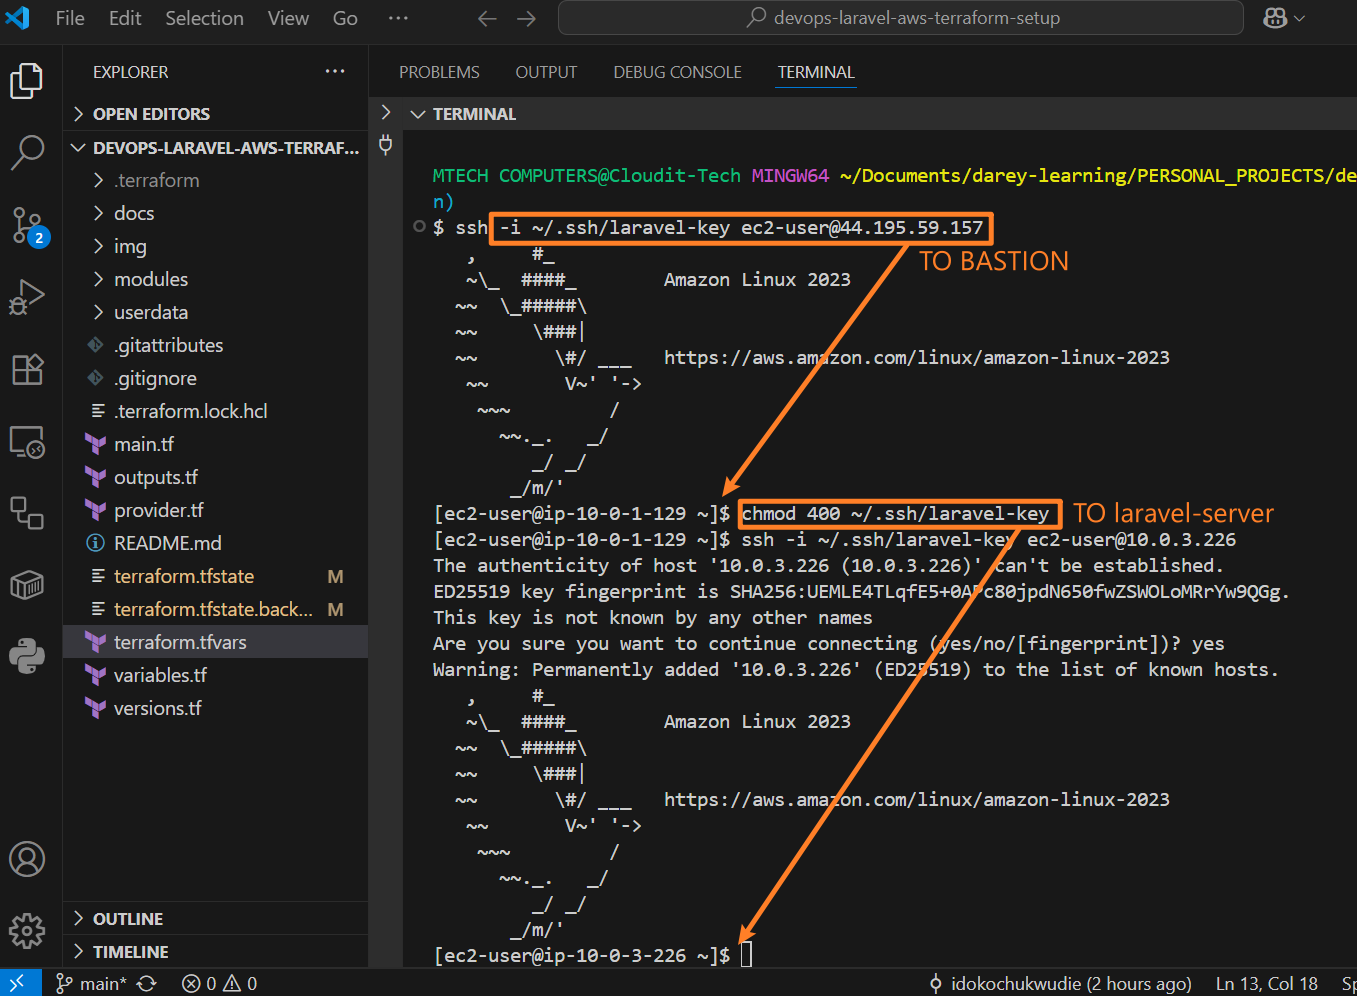 File Edit Selection View Go ··· devops-laravel-aws-terraform-setup
EXPLORER ···
OPEN EDITORS
DEVOPS-LARAVEL-AWS-TERRAF...
.terraform
docs
img
modules
userdata
.gitattributes
.gitignore
.terraform.lock.hcl
main.tf
outputs.tf
provider.tf
README.md
terraform.tfstate M
terraform.tfstate.back... M
terraform.tfvars
variables.tf
versions.tf
OUTLINE
TIMELINE
2
PROBLEMS OUTPUT DEBUG CONSOLE TERMINAL
TERMINAL
MTECH COMPUTERS@Cloudit-Tech MINGW64 ~/Documents/darey-learning/PERSONAL_PROJECTS/de
n)
$ ssh -i ~/.ssh/laravel-key ec2-user@44.195.59.157
TO BASTION
   ,     #_
   ~\_  ####_        Amazon Linux 2023
  ~~  \_#####\
  ~~     \###|
  ~~       \#/ ___   https://aws.amazon.com/linux/amazon-linux-2023
   ~~       V~' '->
    ~~~         /
      ~~._.   _/
         _/ _/
       _/m/'
[ec2-user@ip-10-0-1-129 ~]$ chmod 400 ~/.ssh/laravel-key TO laravel-server
[ec2-user@ip-10-0-1-129 ~]$ ssh -i ~/.ssh/laravel-key ec2-user@10.0.3.226
The authenticity of host '10.0.3.226 (10.0.3.226)' can't be established.
ED25519 key fingerprint is
This key is not known by any other names
Are you sure you want to continue connecting (yes/no/[fingerprint])? yes
Warning: Permanently added '10.0.3.226' (ED25519) to the list of known hosts.
   ,     #_
   ~\_  ####_        Amazon Linux 2023
  ~~  \_#####\
  ~~     \###|
  ~~       \#/ ___   https://aws.amazon.com/linux/amazon-linux-2023
   ~~       V~' '->
    ~~~         /
      ~~._.   _/
         _/ _/
       _/m/'
[ec2-user@ip-10-0-3-226 ~]$
main* 0 0 idokochukwudie (2 hours ago) Ln 13, Col 18 Sp